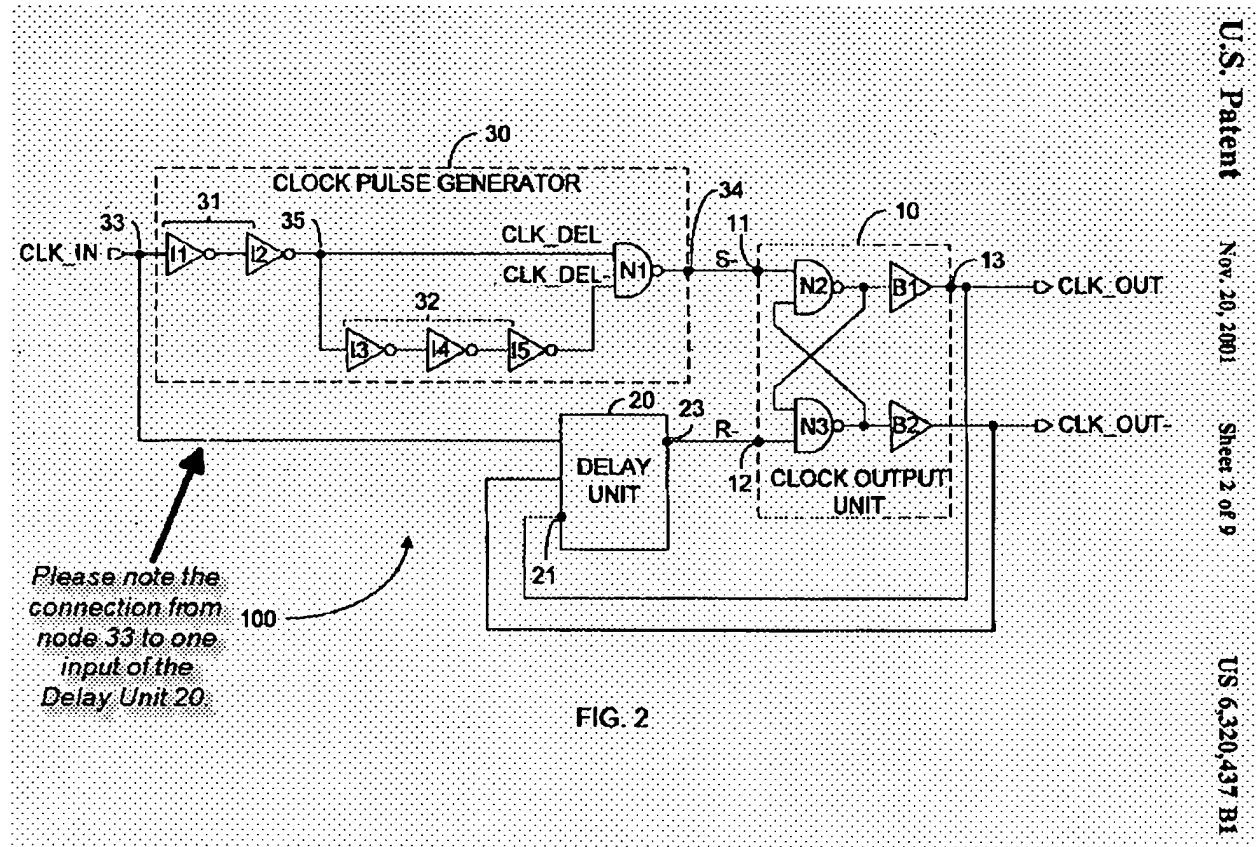 U.S. Patent
Nov. 20, 2001
Sheet 2 of 9
US 6,320,437 B1
30
CLOCK PULSE GENERATOR
33
31
35
34
10
CLK_IN
I1
I2
CLK_DEL
CLK_DEL-
N1
S-
11
N2
B1
13
CLK_OUT
32
I3
I4
I5
20
23
R-
N3
B2
CLK_OUT-
DELAY
UNIT
12
CLOCK OUTPUT
UNIT
21
100
Please note the
connection from
node 33 to one
input of the
Delay Unit 20
FIG. 2